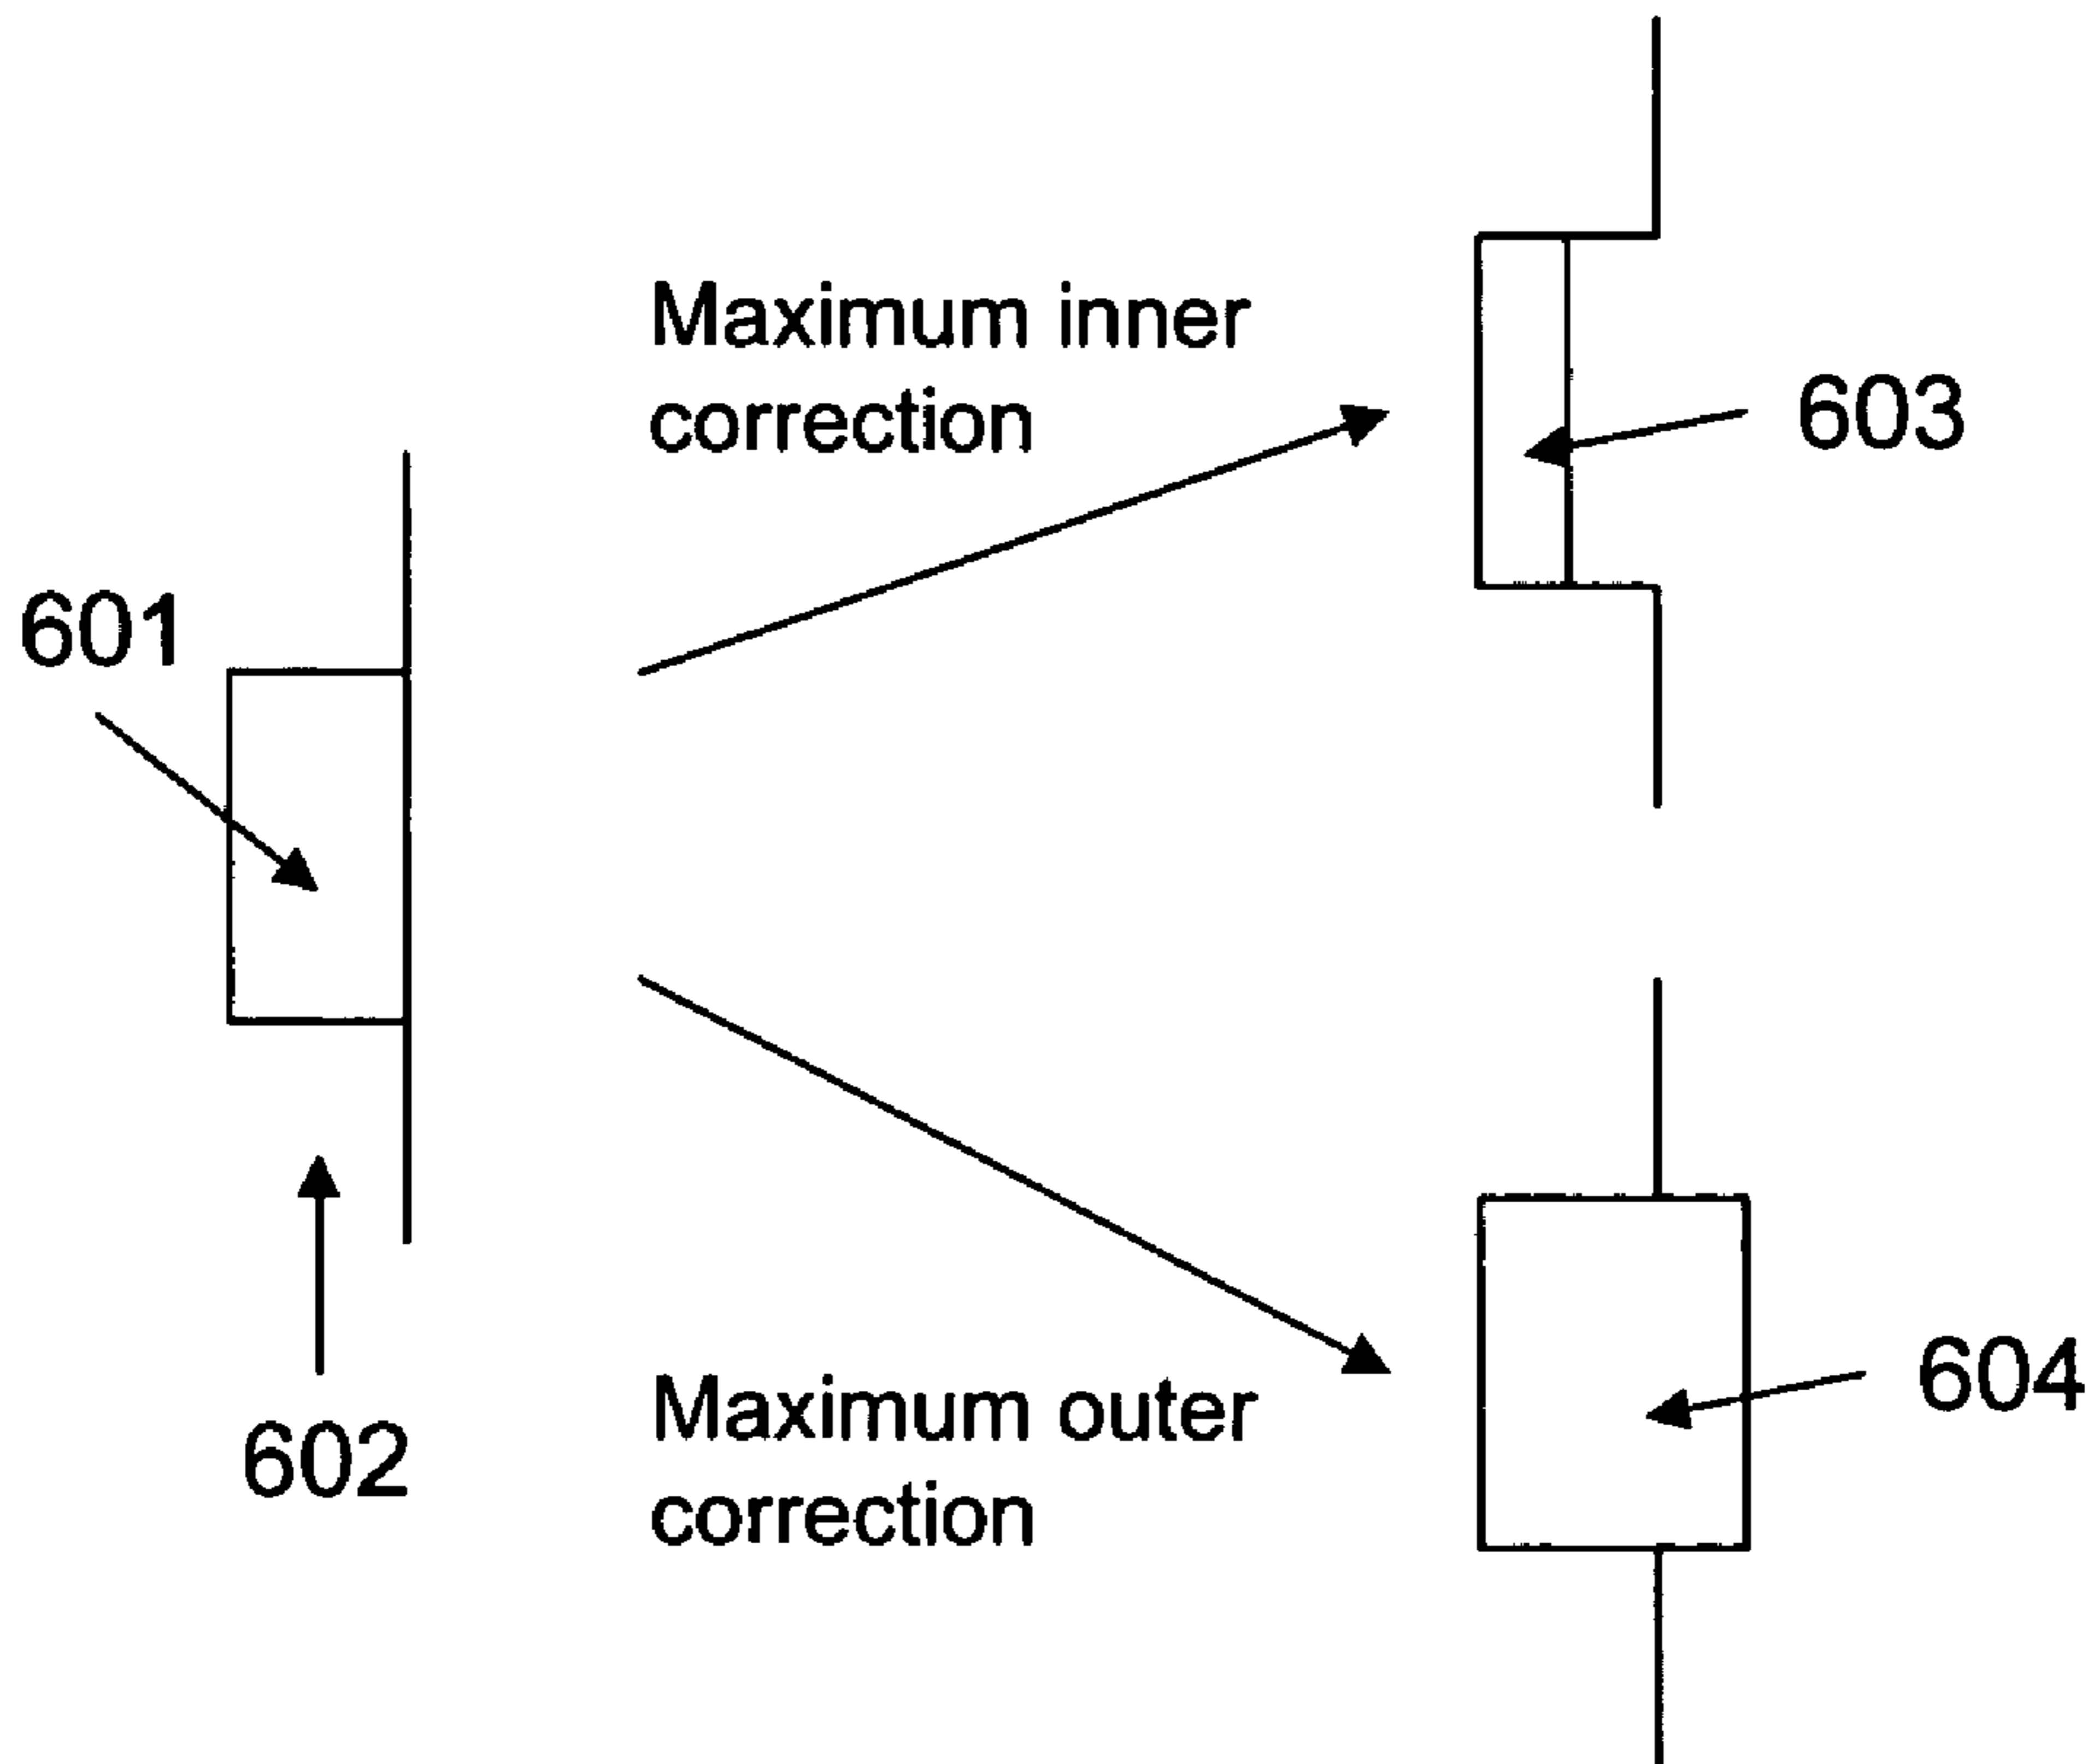 Maximum inner
correction
603
601
602
Maximum outer
correction
604